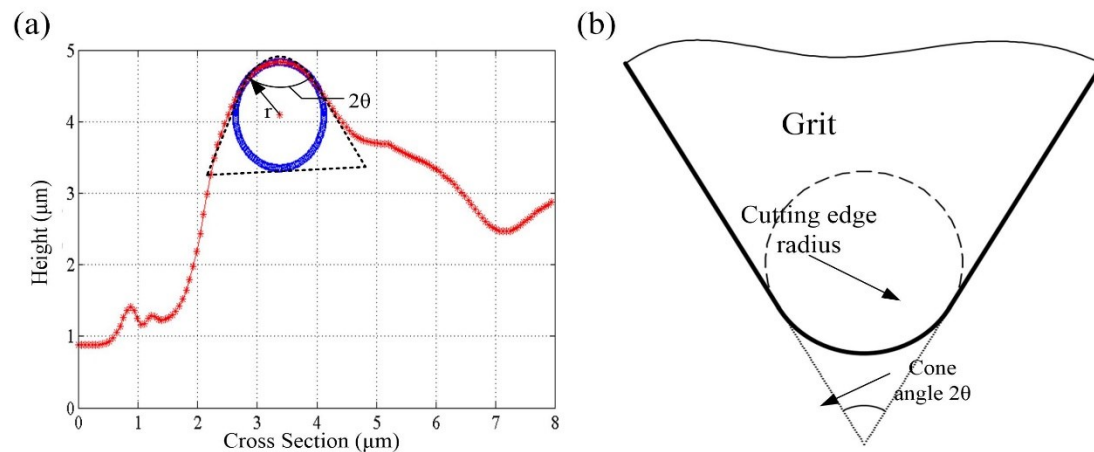 (a)
5
4
3
2
1
0
Height (μm)
2θ
r
0 1 2 3 4 5 6 7 8
Cross Section (μm)
(b)
Grit
Cutting edge
radius
Cone
angle 2θ